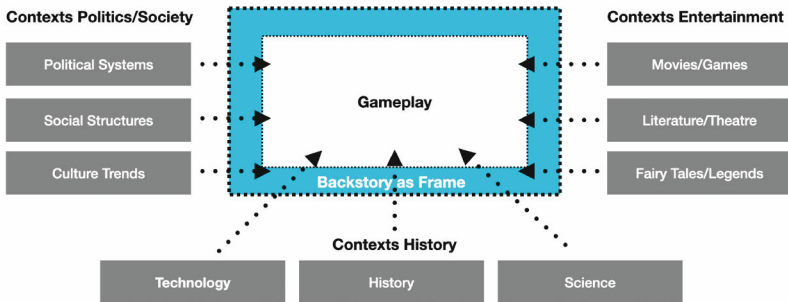 Contexts Politics/Society
Contexts Entertainment
Political Systems
Movies/Games
Gameplay
Social Structures
Literature/Theatre
Culture Trends
Fairy Tales/Legends
Backstory as Frame
Contexts History
Technology
History
Science